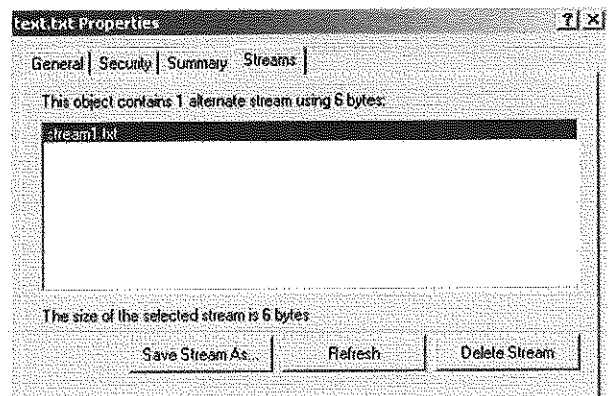 text.txt Properties ? X
General Security Summary Streams
This object contains 1 alternate stream using 6 bytes:
stream1.txt
The size of the selected stream is 6 bytes
Save Stream As... Refresh Delete Stream